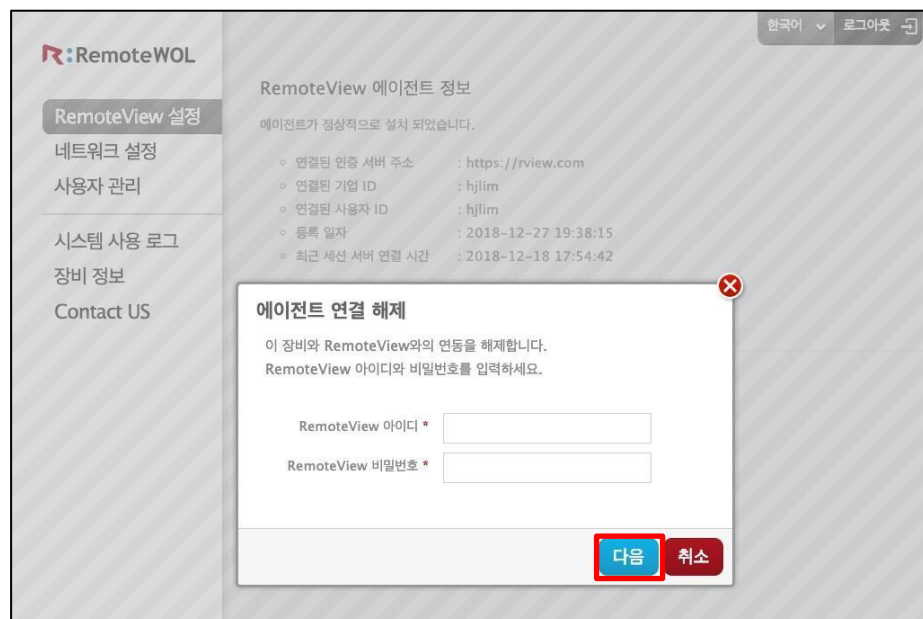 한국어
로그아웃
R:RemoteWOL
RemoteView 설정
네트워크 설정
사용자 관리
시스템 사용 로그
장비 정보
Contact US
RemoteView 에이전트 정보
에이전트가 정상적으로 설치 되었습니다.
연결된 인증 서버 주소 : https://rview.com
연결된 기업 ID : hjlim
연결된 사용자 ID : hjlim
등록 일자 : 2018-12-27 19:38:15
최근 세션 서버 연결 시간 : 2018-12-18 17:54:42
에이전트 연결 해제
이 장비와 RemoteView와의 연동을 해제합니다.
RemoteView 아이디와 비밀번호를 입력하세요.
RemoteView 아이디 *
RemoteView 비밀번호 *
다음
취소